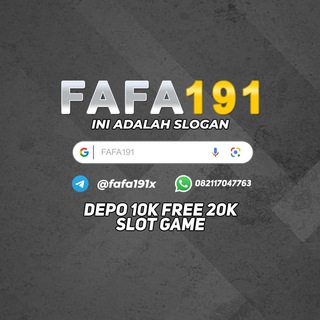 FAFA191
INI ADALAH SLOGAN
FAFA191
@fafa191x
082117047763
DEPO 10K FREE 20K
SLOT GAME